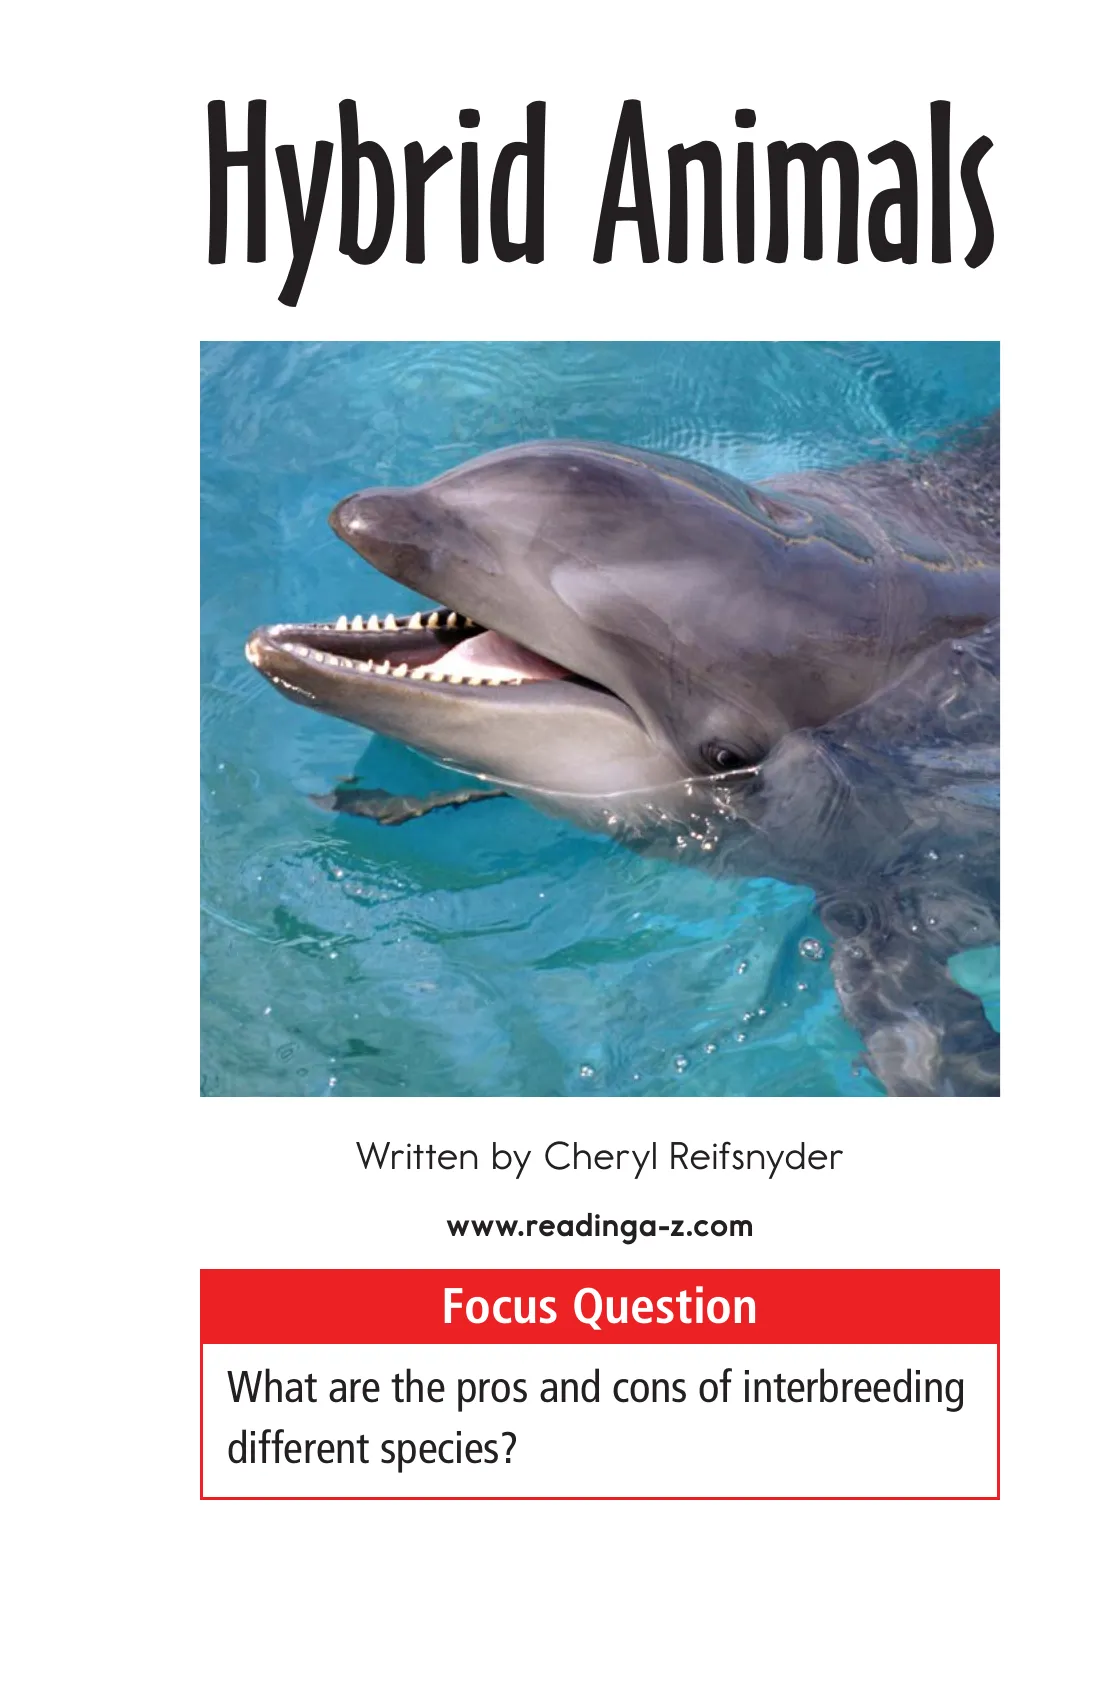 Hybrid Animals
Written by Cheryl Reifsnyder
www.readinga-z.com
Focus Question
What are the pros and cons of interbreeding
different species?